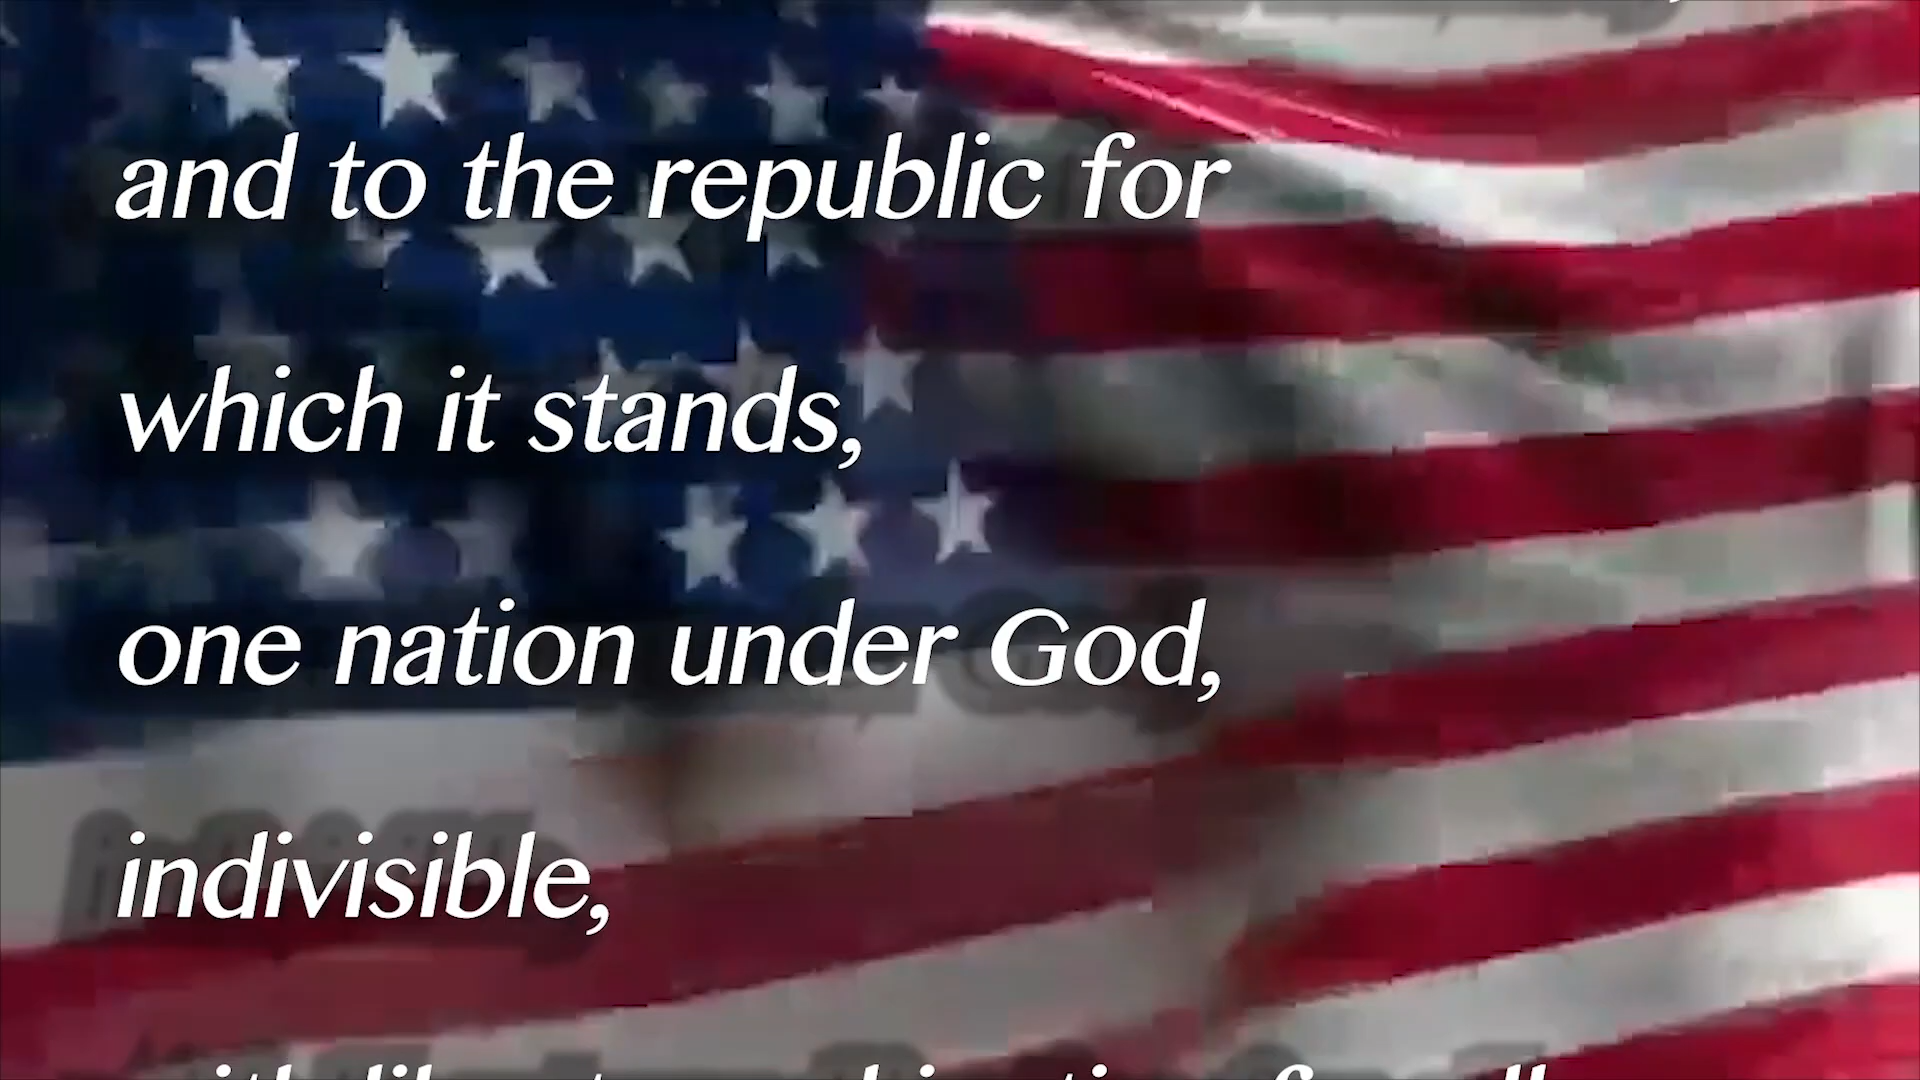 and to the republic for
which it stands,
one nation under God,
indivisible,